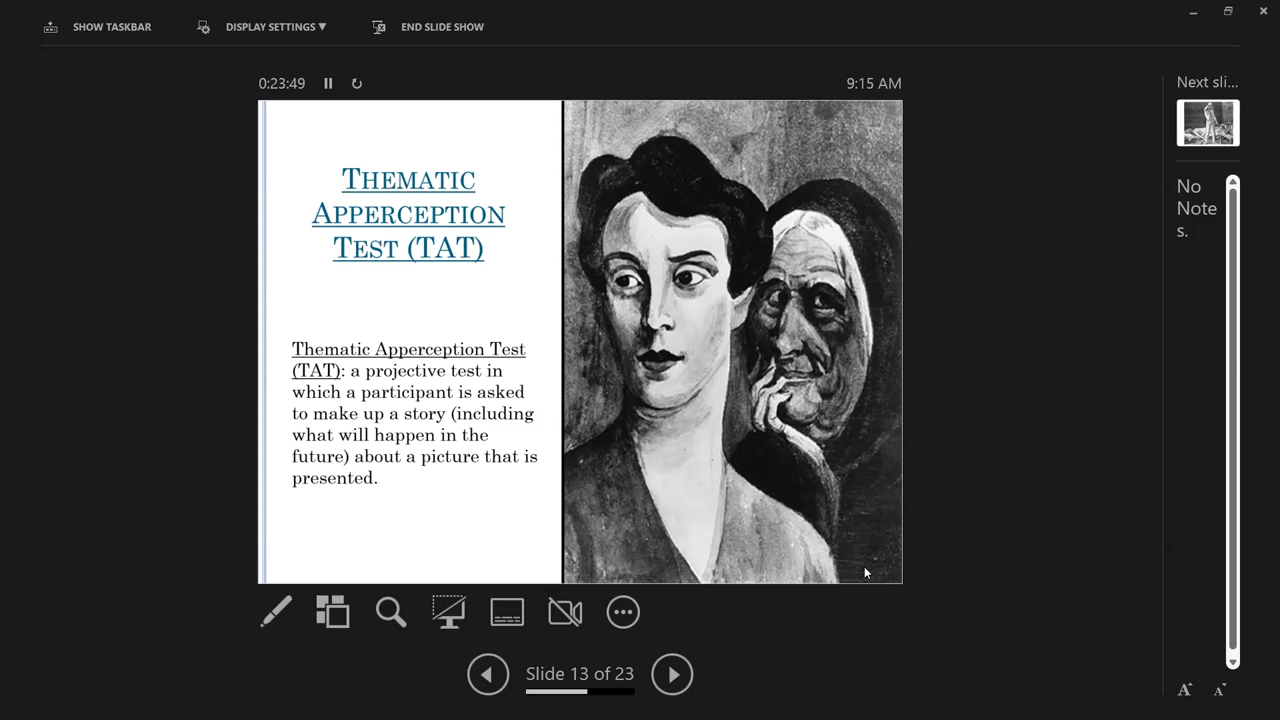 SHOW TASKBAR
DISPLAY SETTINGS ▼
END SLIDE SHOW
0:23:49
9:15 AM
Next sli...
THEMATIC
APPERCEPTION
TEST (TAT)
Thematic Apperception Test
(TAT): a projective test in
which a participant is asked
to make up a story (including
what will happen in the
future) about a picture that is
presented.
No
Note
s.
Slide 13 of 23
A A